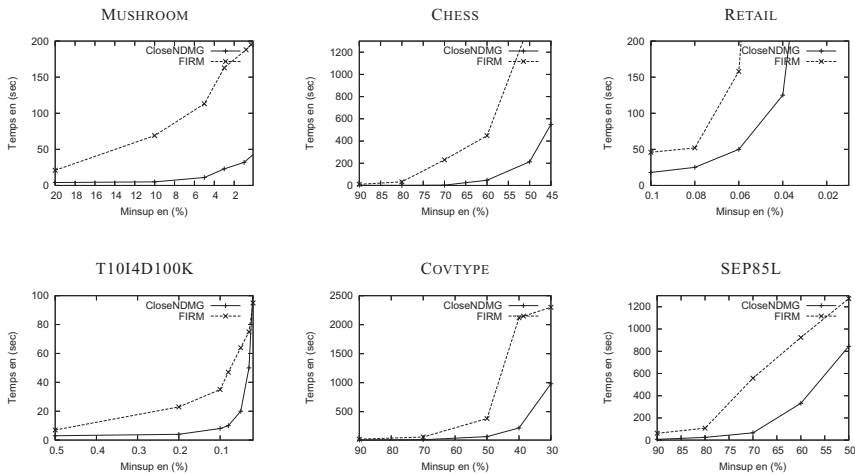 MUSHROOM
200
150
100
50
0
Temps en (sec)
CloseNDMG
FIRM
20 18 16 14 12 10 8 6 4 2
Minsup en (%)
CHESS
1200
1000
800
600
400
200
0
Temps en (sec)
CloseNDMG
FIRM
90 85 80 75 70 65 60 55 50 45
Minsup en (%)
RETAIL
200
150
100
50
0
Temps en (sec)
CloseNDMG
FIRM
0.1 0.08 0.06 0.04 0.02
Minsup en (%)
T10I4D100K
100
80
60
40
20
0
Temps en (sec)
CloseNDMG
FIRM
0.5 0.4 0.3 0.2 0.1
Minsup en (%)
COVTYPE
2500
2000
1500
1000
500
Temps en (sec)
CloseNDMG
FIRM
90 80 70 60 50 40 30
Minsup en (%)
SEP85L
1200
1000
800
600
400
200
0
Temps en (sec)
CloseNDMG
FIRM
90 85 80 75 70 65 60 55 50
Minsup en (%)